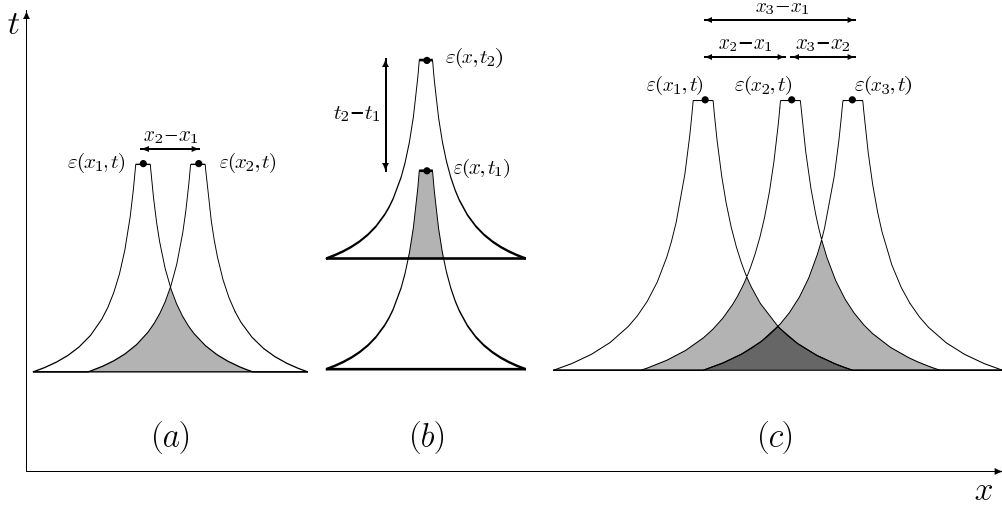 t
x₂−x₁
ε(x₁,t)
ε(x₂,t)
(a)
ε(x,t₂)
t₂−t₁
ε(x,t₁)
(b)
x₃−x₁
x₂−x₁
x₃−x₂
ε(x₁,t)
ε(x₂,t)
ε(x₃,t)
(c)
x